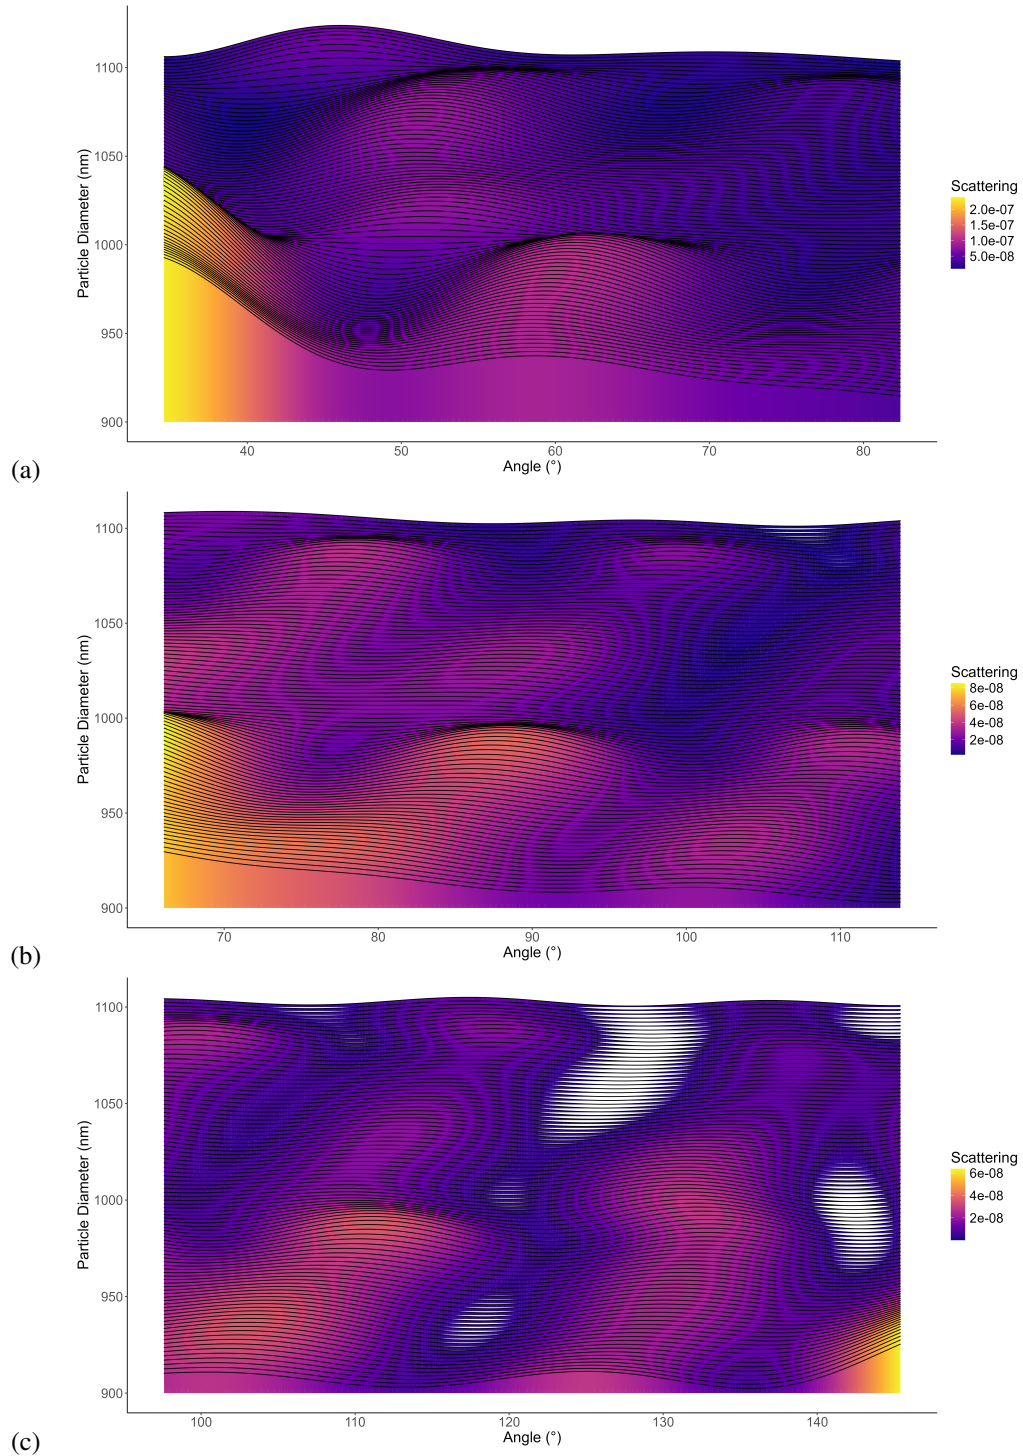 1100
1050
1000
950
900
Particle Diameter (nm)
40 50 60 70 80
Angle (°)
Scattering
2.0e-07
1.5e-07
1.0e-07
5.0e-08
(a)
1100
1050
1000
950
900
Particle Diameter (nm)
70 80 90 100 110
Angle (°)
Scattering
8e-08
6e-08
4e-08
2e-08
(b)
1100
1050
1000
950
900
Particle Diameter (nm)
100 110 120 130 140
Angle (°)
Scattering
6e-08
4e-08
2e-08
(c)